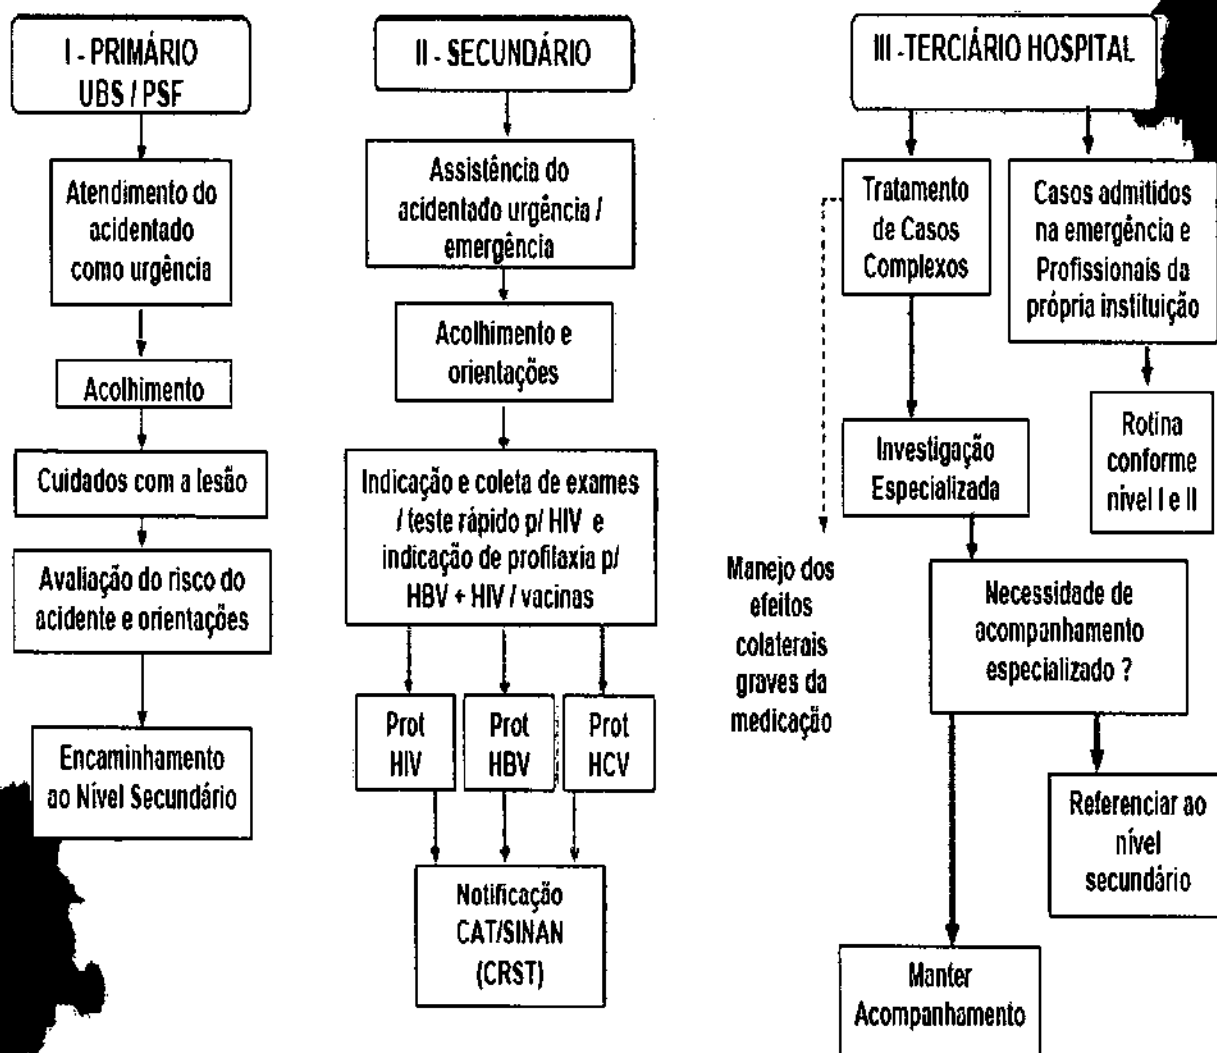 I - PRIMÁRIO
UBS / PSF
Atendimento do
acidentado
como urgência
Acolhimento
Cuidados com a lesão
Avaliação do risco do
acidente e orientações
Encaminhamento
ao Nível Secundário
II - SECUNDÁRIO
Assistência do
acidentado urgência /
emergência
Acolhimento e
orientações
Indicação e coleta de exames
/ teste rápido p/ HIV e
indicação de profilaxia p/
HBV + HIV / vacinas
Prot
HIV
Prot
HBV
Prot
HCV
Notificação
CAT/SINAN
(CRST)
III -TERCIÁRIO HOSPITAL
Tratamento
de Casos
Complexos
Manejo dos
efeitos
colaterais
graves da
medicação
Investigação
Especializada
Necessidade de
acompanhamento
especializado ?
Manter
Acompanhamento
Referenciar ao
nível
secundário
Casos admitidos
na emergência e
Profissionais da
própria instituição
Rotina
conforme
nível I e II